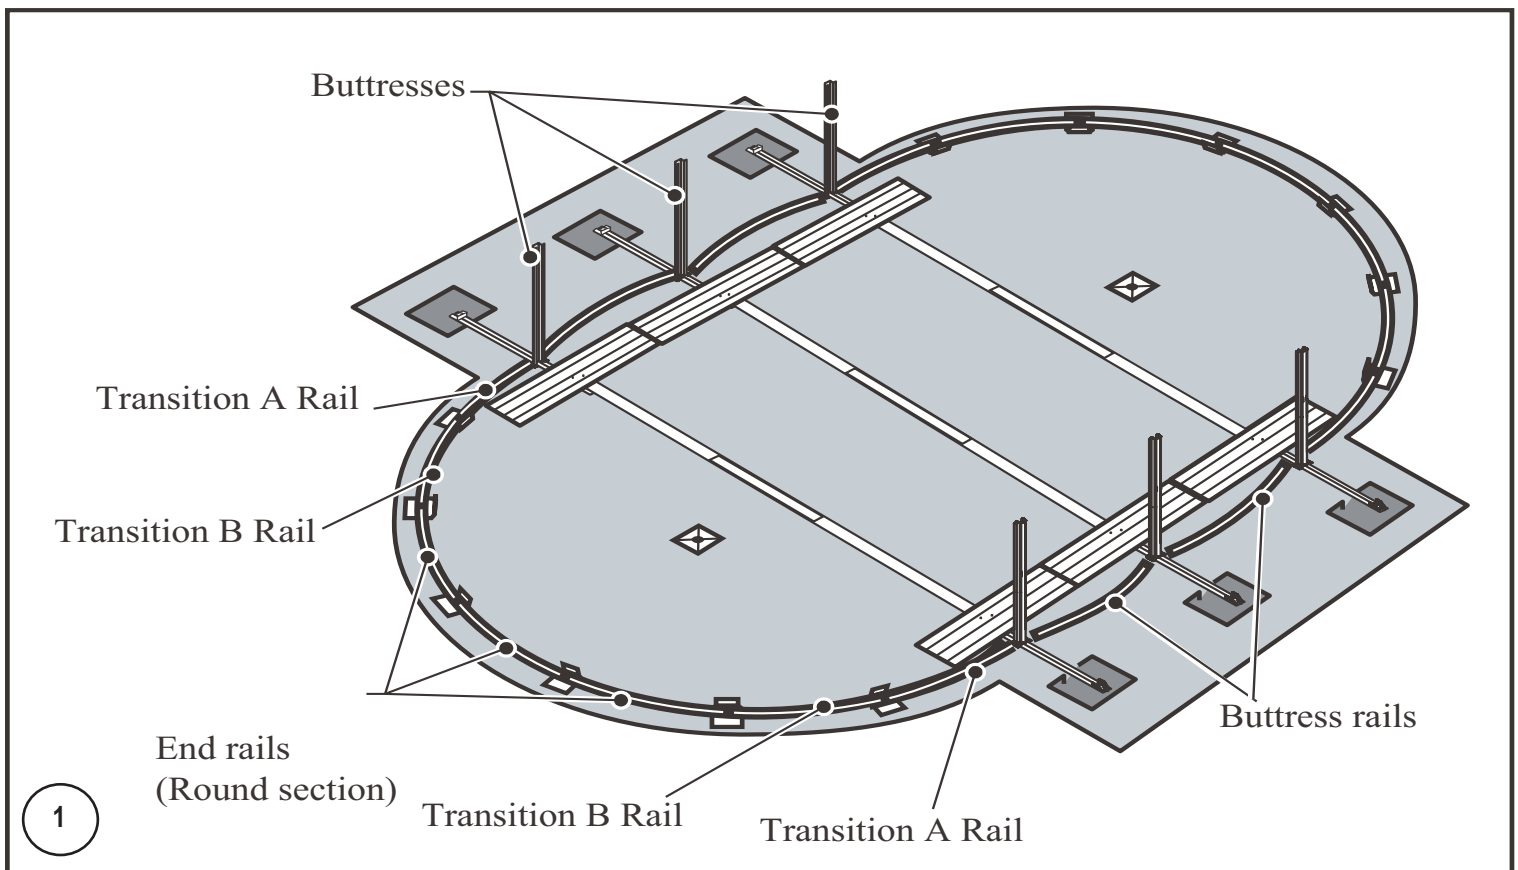 Buttresses
Transition A Rail
Transition B Rail
Buttress rails
End rails
(Round section)
Transition B Rail
Transition A Rail
1